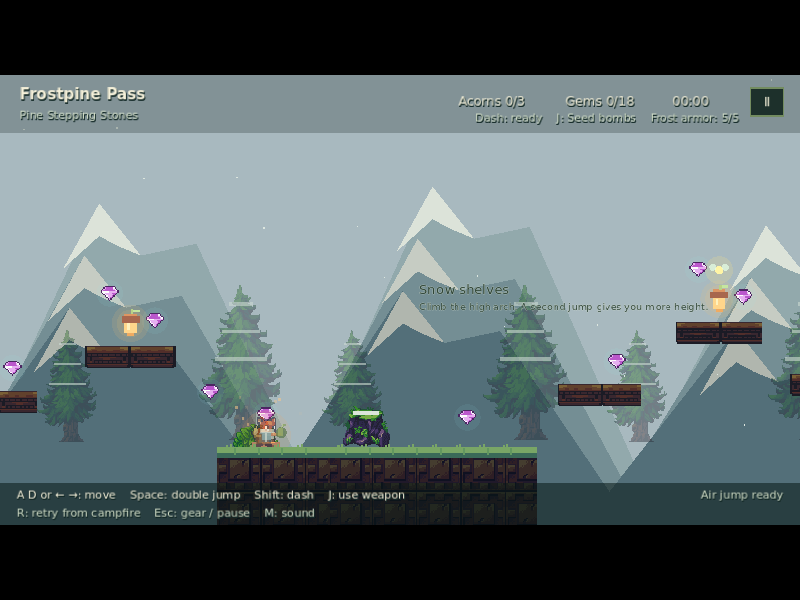 Frostpine Pass
Pine Stepping Stones
Acorns 0/3 Gems 0/18 00:00
Dash: ready J: Seed bombs Frost armor: 5/5
II
Snow shelves
Climb the high arch. A second jump gives you more height.
A D or ← →: move Space: double jump Shift: dash J: use weapon
Air jump ready
R: retry from campfire Esc: gear / pause M: sound